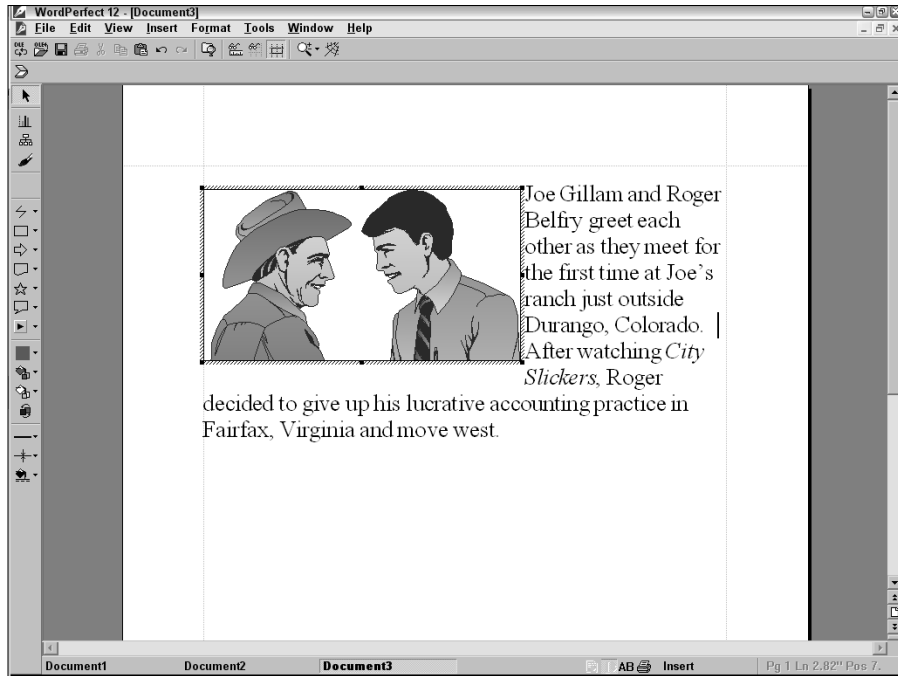 WordPerfect 12 - [Document3]
File Edit View Insert Format Tools Window Help
Joe Gillam and Roger
Belfry greet each
other as they meet for
the first time at Joe's
ranch just outside
Durango, Colorado.
After watching City
Slickers, Roger
decided to give up his lucrative accounting practice in
Fairfax, Virginia and move west.
Document1 Document2 Document3 AB Insert Pg 1 Ln 2.82" Pos 7.